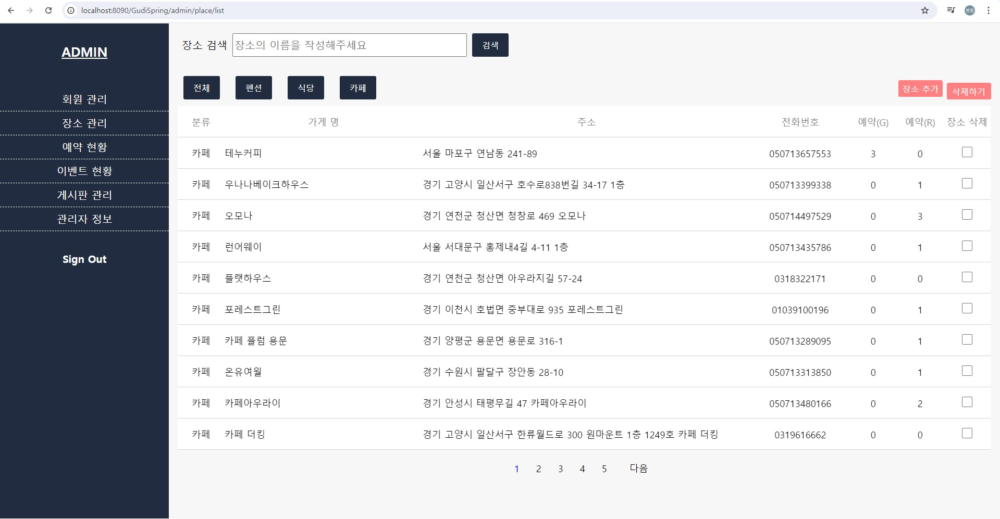 localhost:8090/GudiSpring/admin/place/list
병철
ADMIN
회원 관리
장소 관리
예약 현황
이벤트 현황
게시판 관리
관리자 정보
Sign Out
장소 검색 장소의 이름을 작성해주세요 검색
전체 펜션 식당 카페 장소 추가 삭제하기
분류 가게 명 주소 전화번호 예약(G) 예약(R) 장소 삭제
카페 테누커피 서울 마포구 연남동 241-89 050713657553 3 0
카페 우나나베이크하우스 경기 고양시 일산서구 호수로838번길 34-17 1층 050713399338 0 1
카페 오모나 경기 연천군 청산면 청창로 469 오모나 050714497529 0 3
카페 런어웨이 서울 서대문구 홍제내4길 4-11 1층 050713435786 0 1
카페 플랫하우스 경기 연천군 청산면 아우라지길 57-24 0318322171 0 0
카페 포레스트그린 경기 이천시 호법면 중부대로 935 포레스트그린 01039100196 0 1
카페 카페 플럼 용문 경기 양평군 용문면 용문로 316-1 050713289095 0 1
카페 온유여월 경기 수원시 팔달구 장안동 28-10 050713313850 0 1
카페 카페아우라이 경기 안성시 태평무길 47 카페아우라이 050713480166 0 2
카페 카페 더킹 경기 고양시 일산서구 한류월드로 300 원마운트 1층 1249호 카페 더킹 0319616662 0 0
1 2 3 4 5 다음